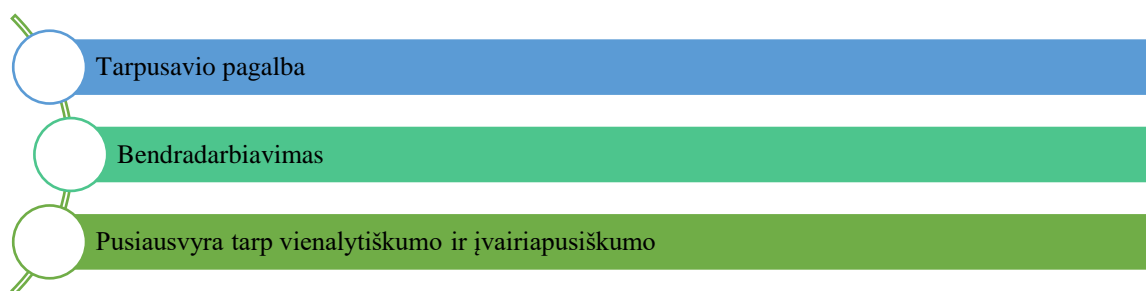 Tarpusavio pagalba
Bendradarbiavimas
Pusiausvyra tarp vienalytiškumo ir įvairiapusiškumo